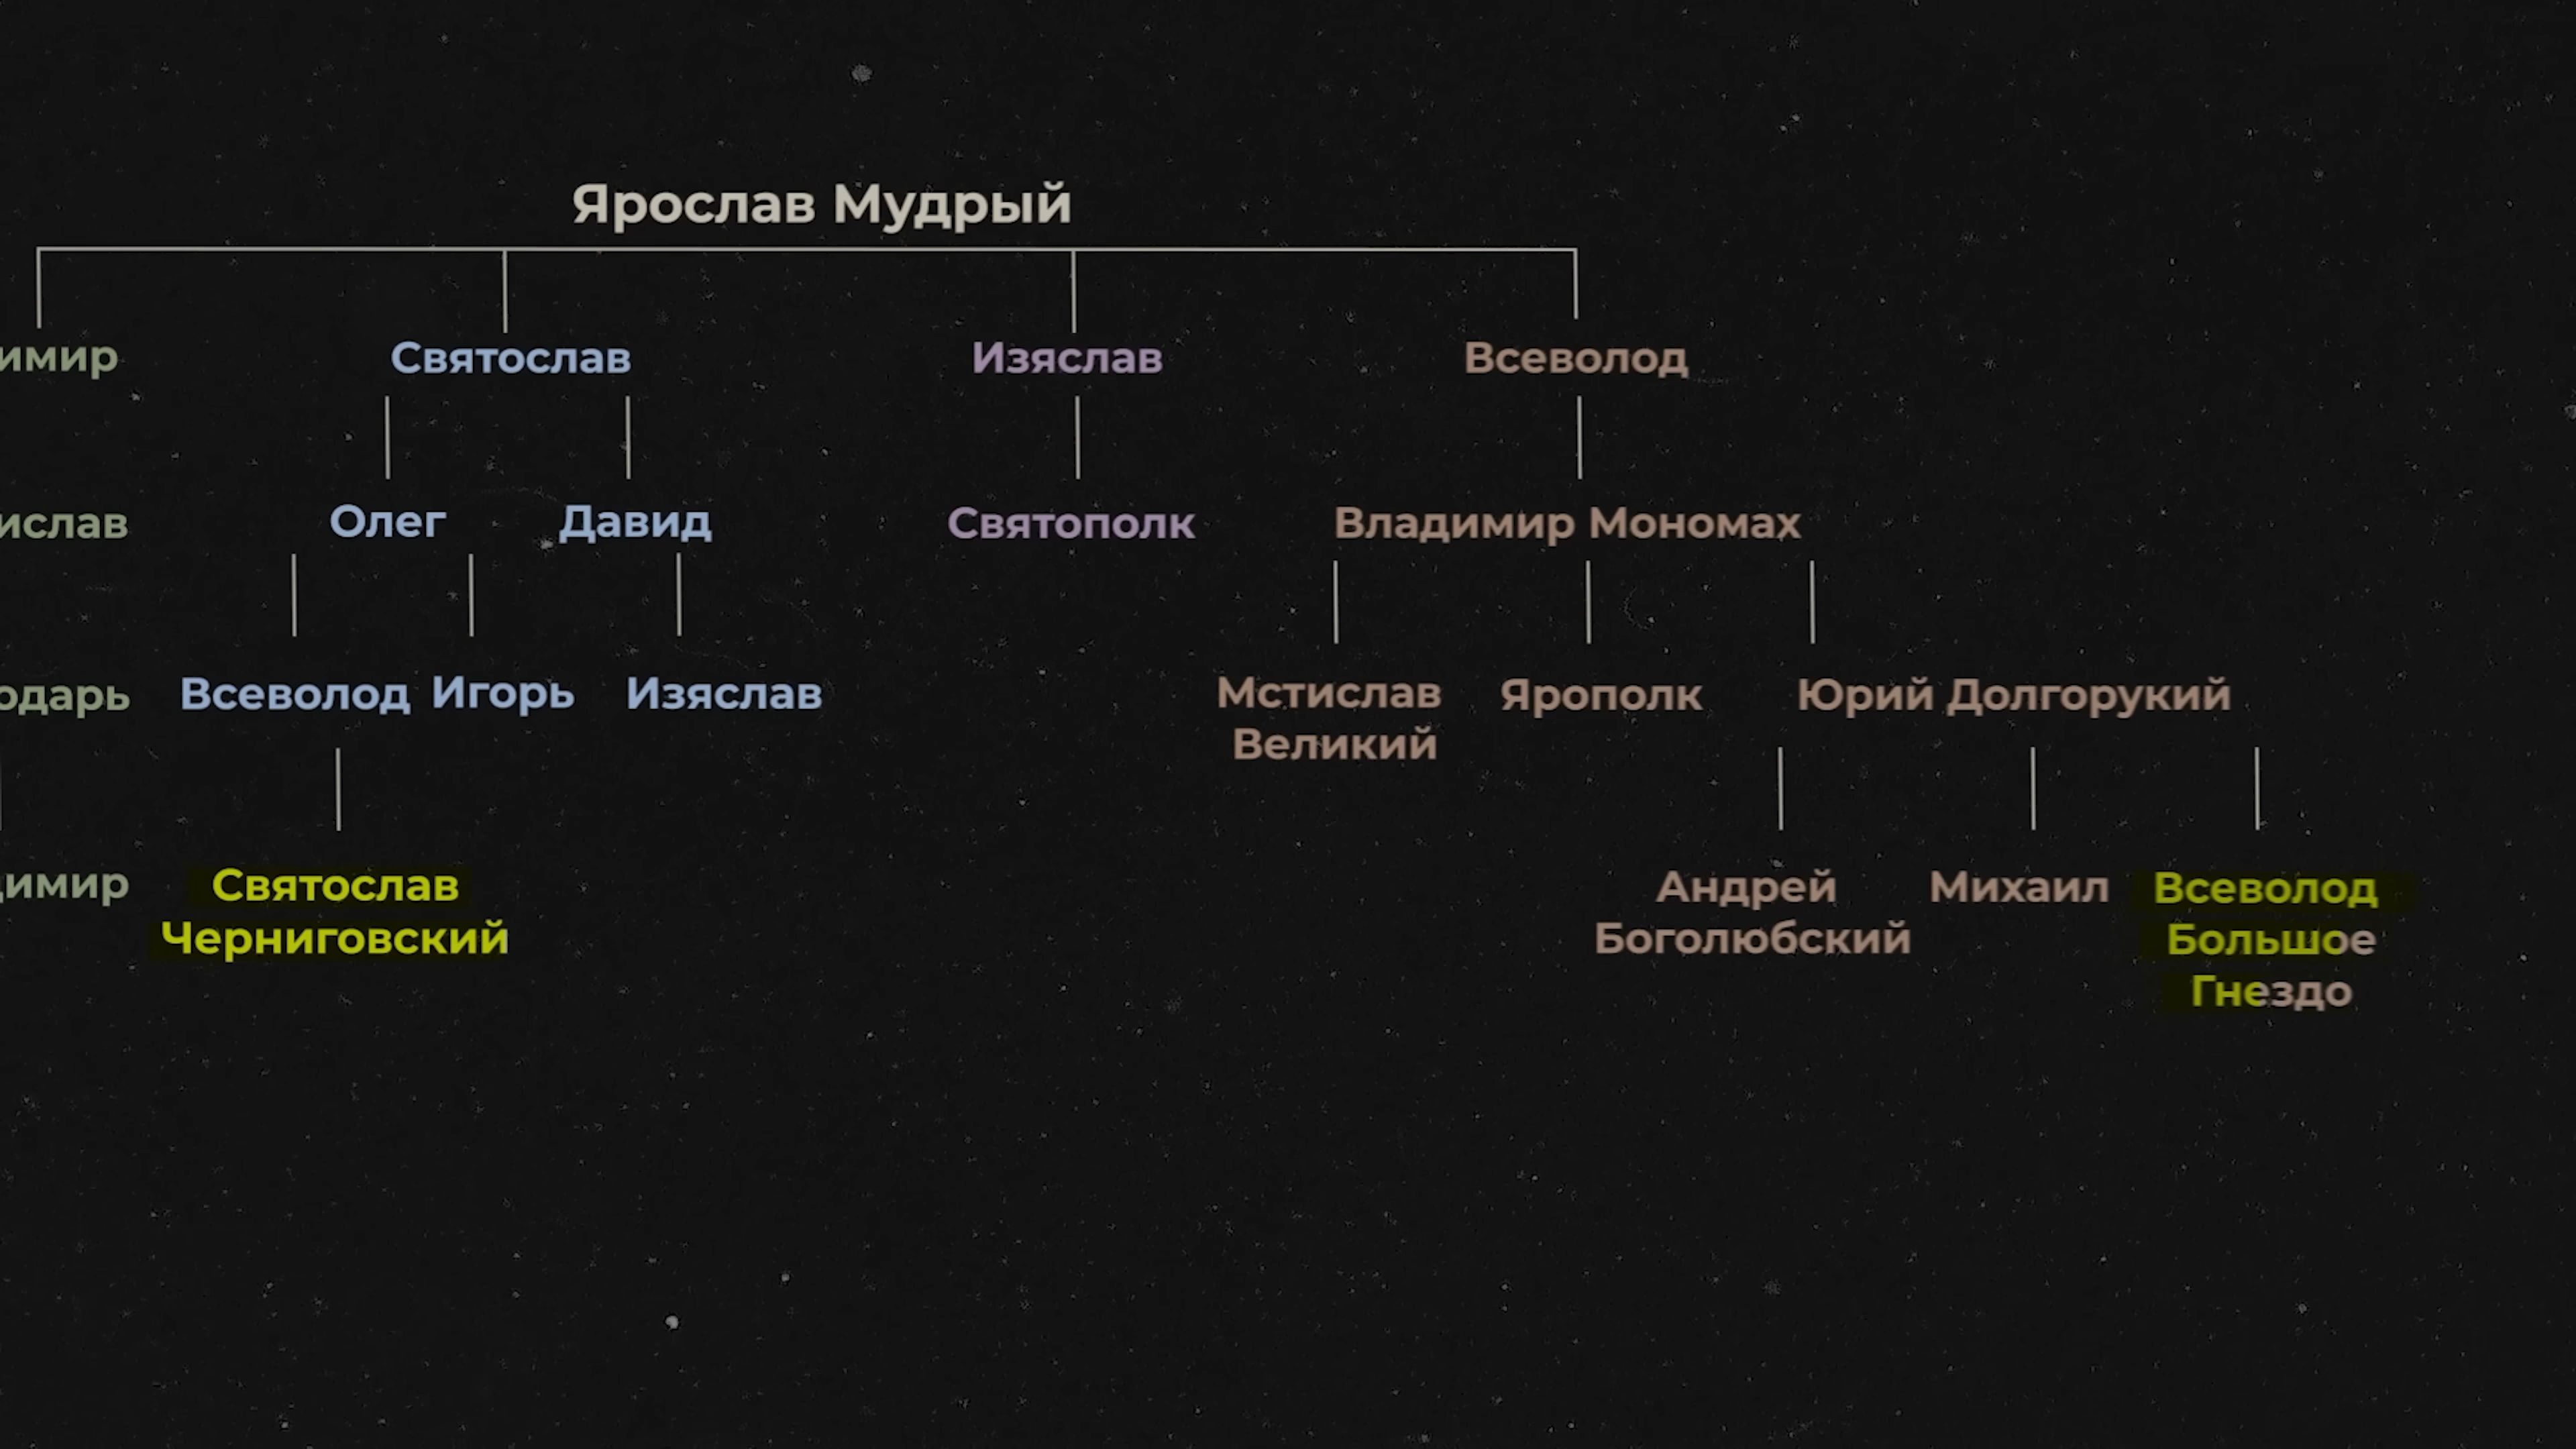 Ярослав Мудрый
имир Святослав Изяслав Всеволод
ислав Олег Давид Святополк Владимир Мономах
одарь Всеволод Игорь Изяслав Мстислав Великий Ярополк Юрий Долгорукий
имир Святослав Черниговский Андрей Боголюбский Михаил Всеволод Большое Гнездо